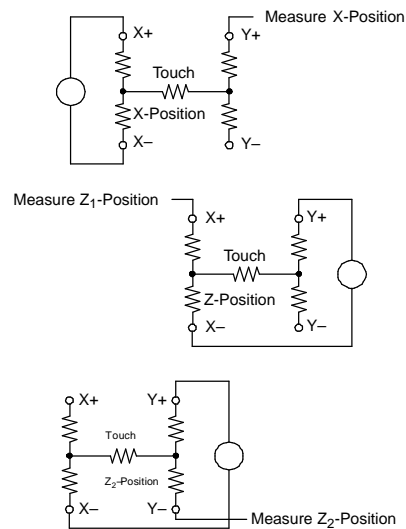 Measure X-Position
X+ Y+
Touch
X-Position
X– Y–
Measure Z₁-Position
X+ Y+
Touch
Z-Position
X– Y–
X+ Y+
Touch
Z₂-Position
X– Y–
Measure Z₂-Position